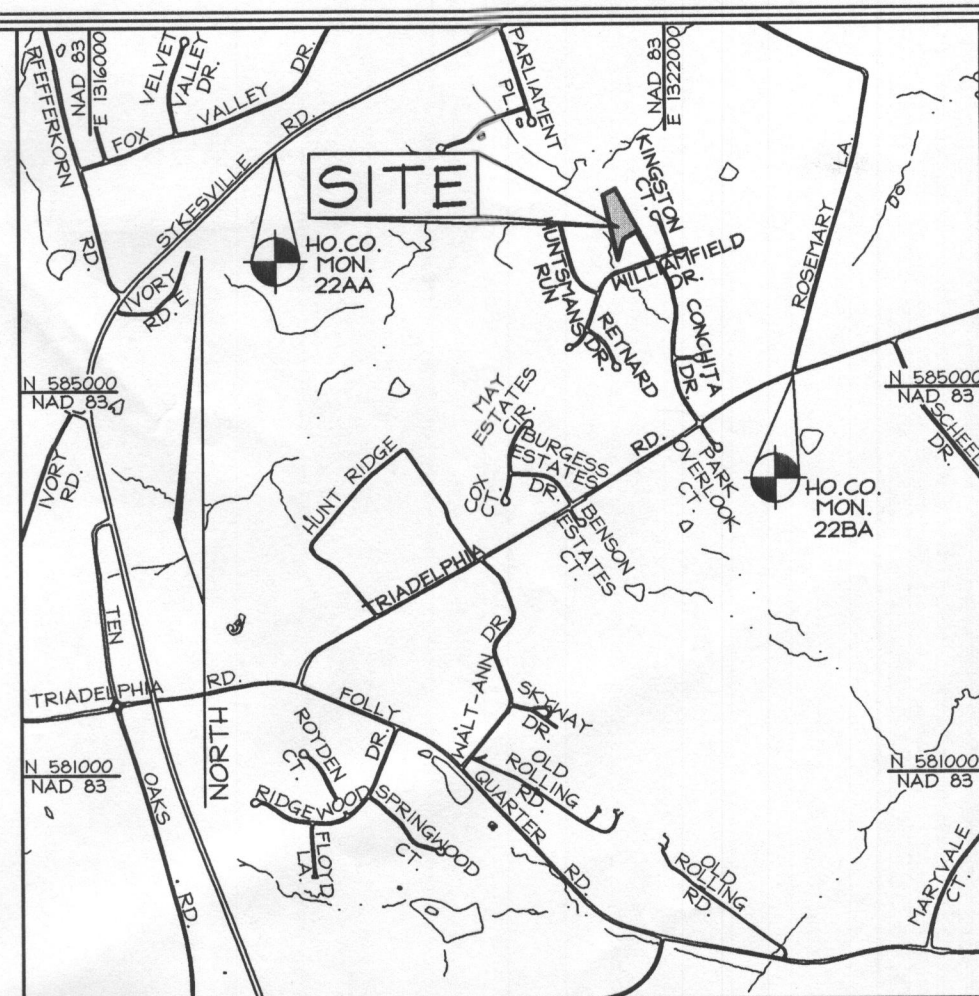 PFEFFERKORN
RD.
NAD 83
E 1316000
VELVET
VALLEY
DR.
FOX VALLEY DR.
SYKESVILLE RD.
PARLIAMENT
PL.
NAD 83
E 1322000
KINGSTON
CT.
ROSEMARY LA.
SITE
HO.CO.
MON.
22AA
HUNTSMANS
RUN
WILLIAMFIELD
DR.
IVORY
RD. E
REYNARD
DR.
CONCHITA
DR.
N 585000
NAD 83
N 585000
NAD 83
SCHEEL
DR.
IVORY
RD.
MAY
ESTATES
CIR.
BURGESS
ESTATES
DR.
COX
CT.
BENSON
ESTATES
CT.
PARK
OVERLOOK
CT.
HO.CO.
MON.
22BA
HUNT RIDGE
TRIADELPHIA RD.
TEN OAKS RD.
TRIADELPHIA RD.
NORTH
FOLLY QUARTER RD.
WALT-ANN DR.
SKYWAY
DR.
OLD
ROLLING
RD.
ROYDEN
CT.
RIDGEWOOD DR.
SPRINGWOOD
CT.
FLOYD
LA.
N 581000
NAD 83
N 581000
NAD 83
OLD
ROLLING
RD.
MARYVALE
CT.